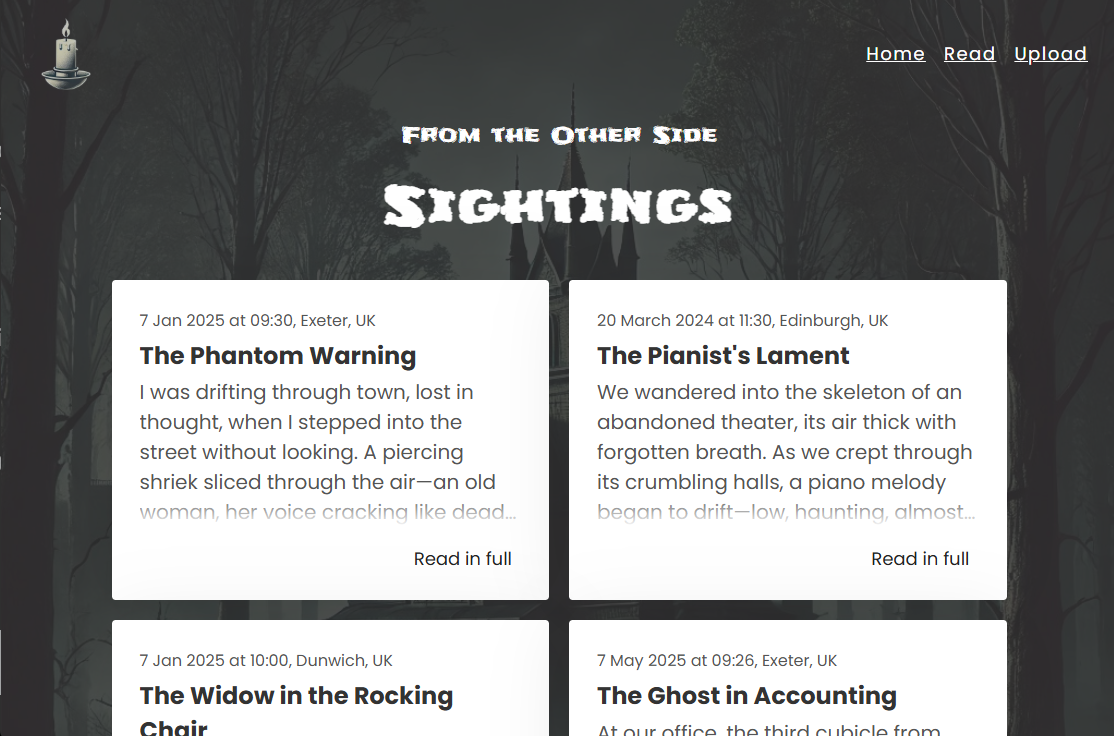 Home Read Upload
From the Other Side
Sightings
7 Jan 2025 at 09:30, Exeter, UK
The Phantom Warning
I was drifting through town, lost in
thought, when I stepped into the
street without looking. A piercing
shriek sliced through the air—an old
woman, her voice cracking like dead...
Read in full
20 March 2024 at 11:30, Edinburgh, UK
The Pianist's Lament
We wandered into the skeleton of an
abandoned theater, its air thick with
forgotten breath. As we crept through
its crumbling halls, a piano melody
began to drift—low, haunting, almost...
Read in full
7 Jan 2025 at 10:00, Dunwich, UK
The Widow in the Rocking
Chair
7 May 2025 at 09:26, Exeter, UK
The Ghost in Accounting
At our office, the third cubicle from